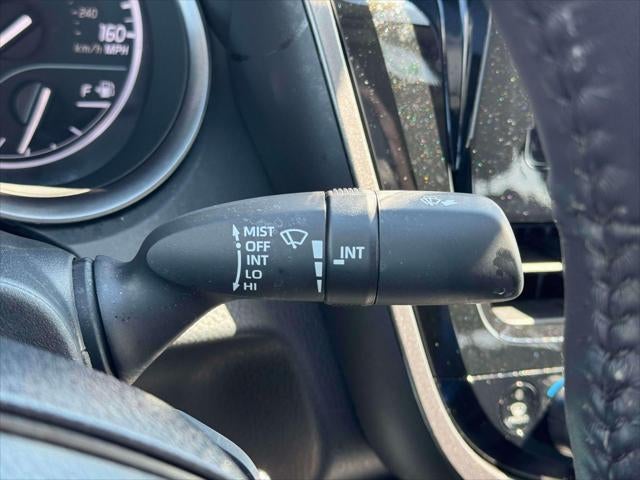 240
160
km/h MPH
F
MIST
OFF
INT
LO
HI
INT